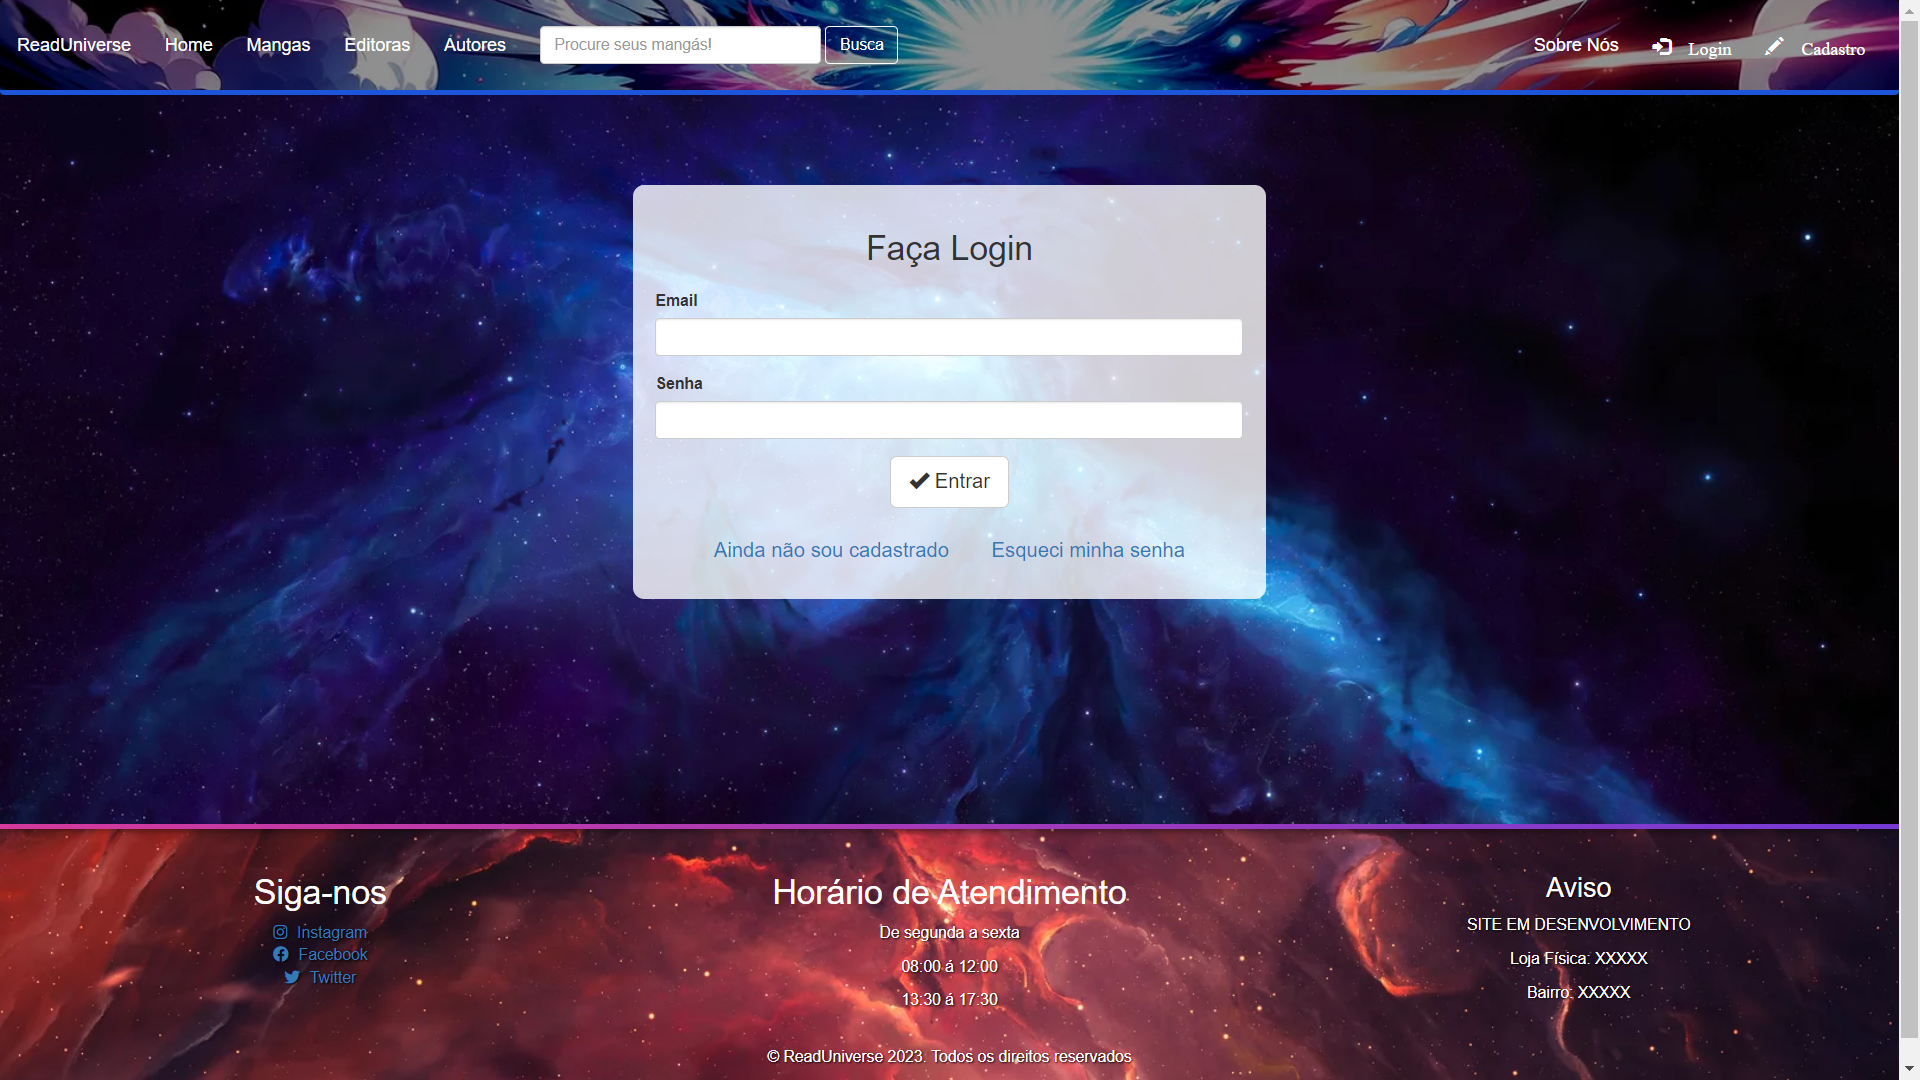 ReadUniverse Home Mangas Editoras Autores Procure seus mangás! Busca Sobre Nós Login Cadastro
Faça Login
Email
Senha
Entrar
Ainda não sou cadastrado Esqueci minha senha
Siga-nos
Instagram
Facebook
Twitter
Horário de Atendimento
De segunda a sexta
08:00 á 12:00
13:30 á 17:30
Aviso
SITE EM DESENVOLVIMENTO
Loja Física: XXXXX
Bairro: XXXXX
© ReadUniverse 2023. Todos os direitos reservados